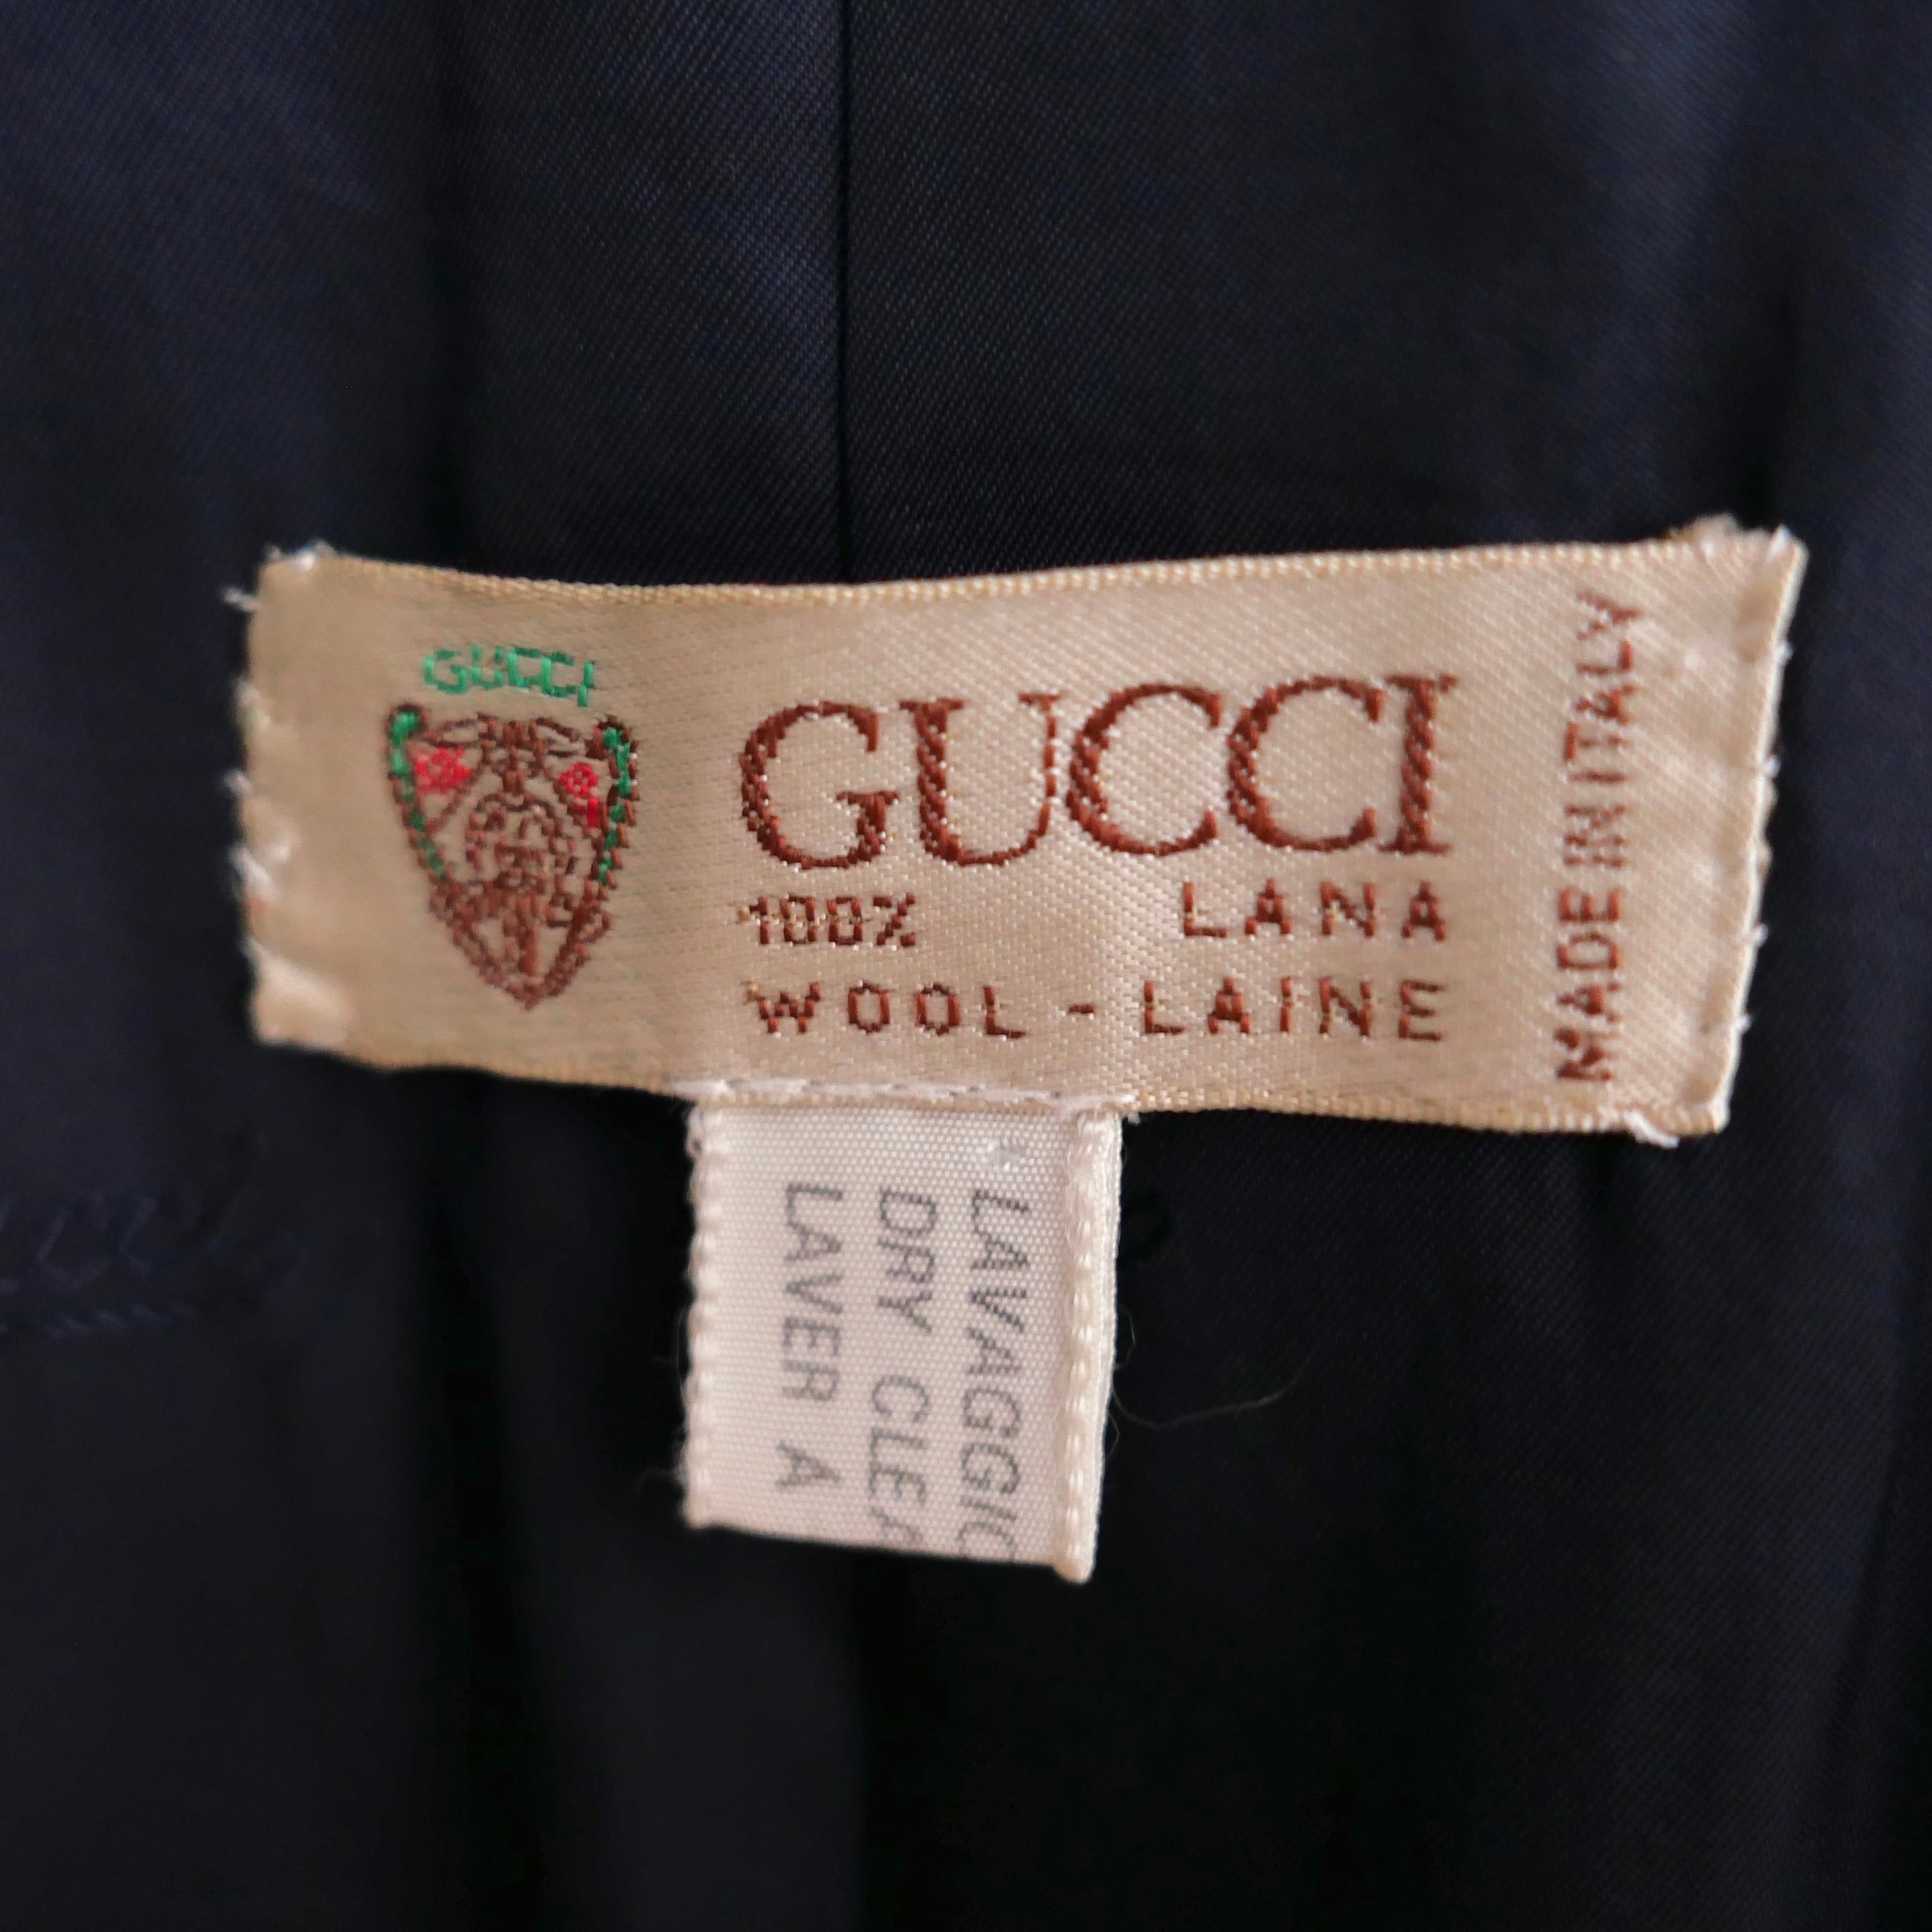 GUCCI
GUCCI
100% LANA
WOOL - LAINE
MADE IN ITALY
LAVAGGIO
DRY CLEA
LAVER A